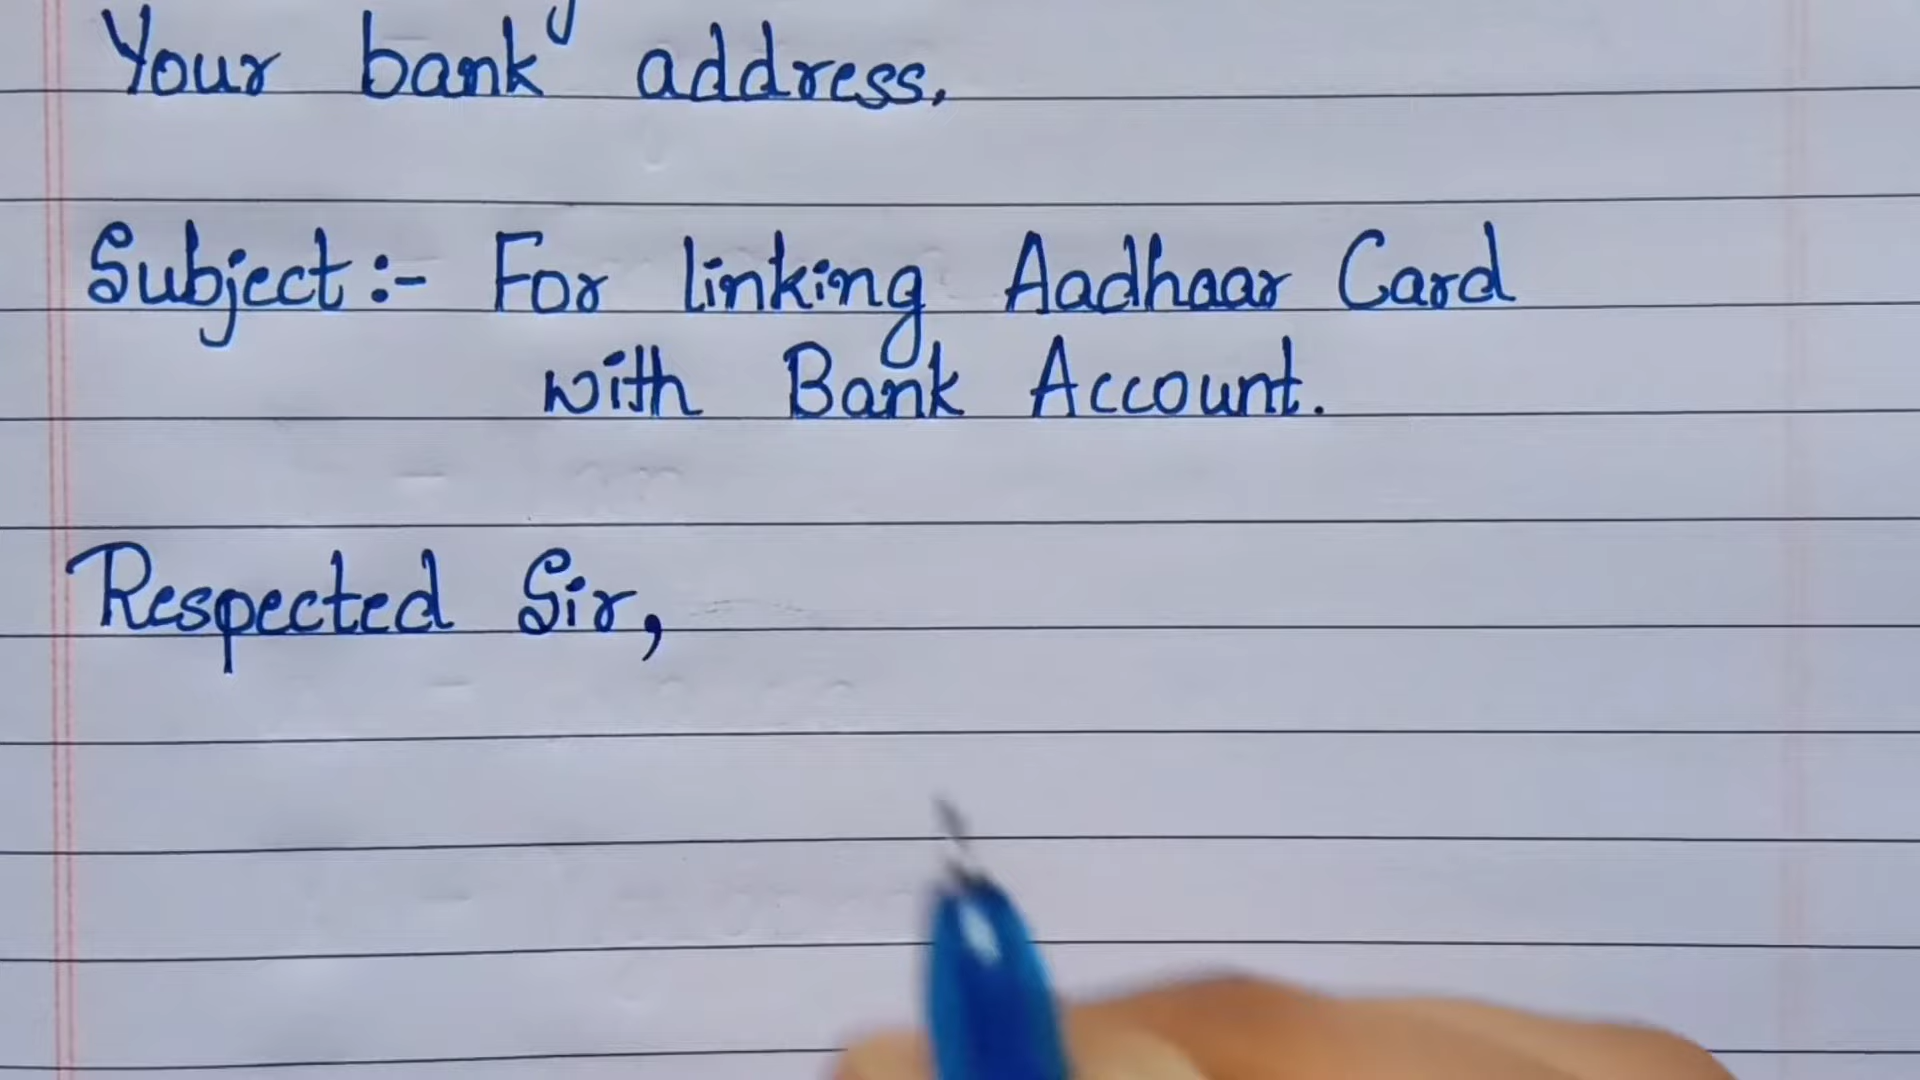 Your bank address,
Subject:- For linking Aadhaar Card
with Bank Account.
Respected Sir,